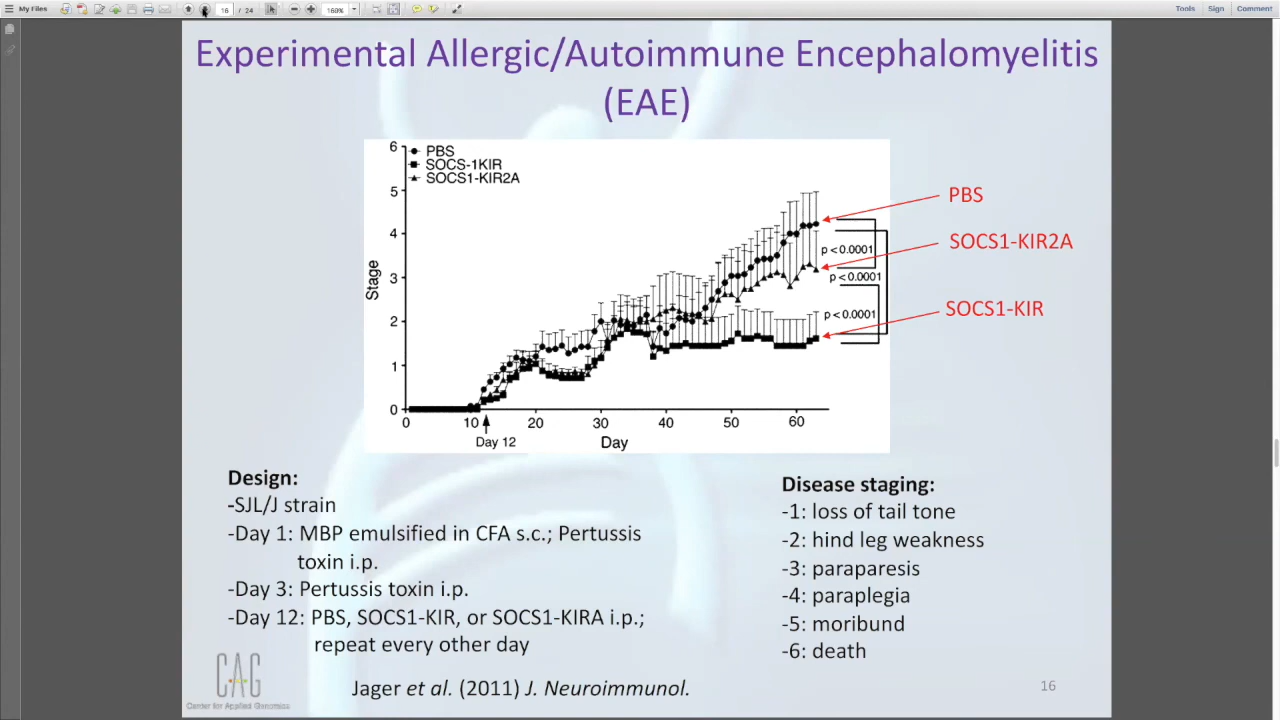 My Files
16 / 24
160%
Tools Sign Comment
Experimental Allergic/Autoimmune Encephalomyelitis
(EAE)
6
5
4
3
2
1
0
Stage
PBS
SOCS-1KIR
SOCS1-KIR2A
0 10 20 30 40 50 60
Day 12
Day
p < 0.0001
p < 0.0001
p < 0.0001
PBS
SOCS1-KIR2A
SOCS1-KIR
Design:
-SJL/J strain
-Day 1: MBP emulsified in CFA s.c.; Pertussis
toxin i.p.
-Day 3: Pertussis toxin i.p.
-Day 12: PBS, SOCS1-KIR, or SOCS1-KIRA i.p.;
repeat every other day
Disease staging:
-1: loss of tail tone
-2: hind leg weakness
-3: paraparesis
-4: paraplegia
-5: moribund
-6: death
CAG
Center for Applied Genomics
Jager et al. (2011) J. Neuroimmunol.
16